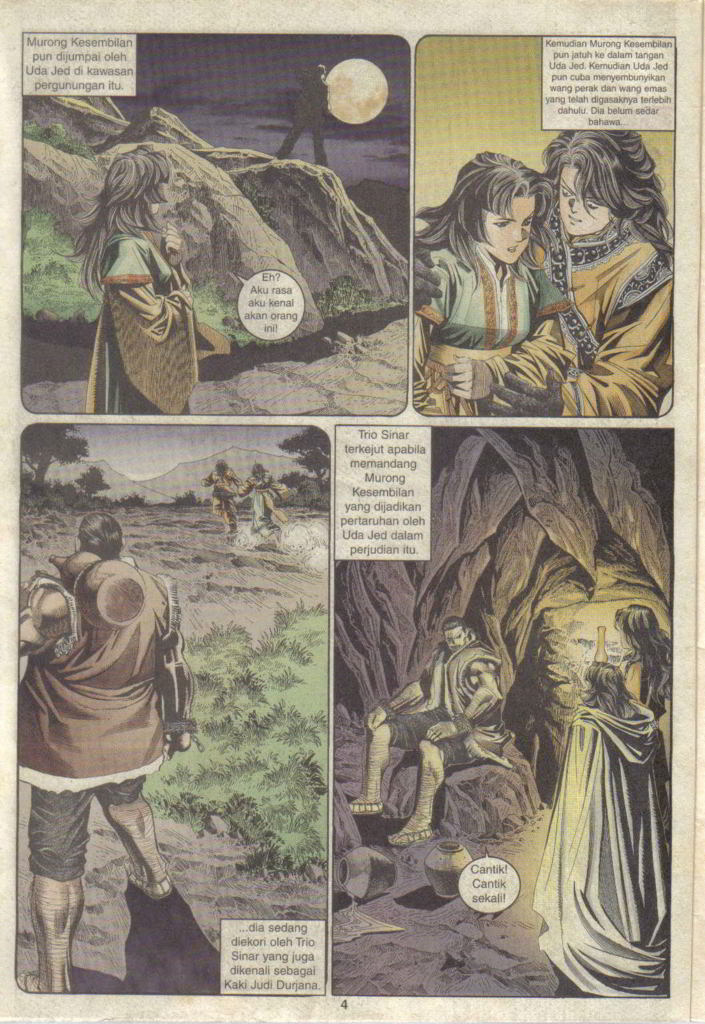 Murong Kesembilan
pun dijumpai oleh
Uda Jed di kawasan
pergunungan itu.
Eh?
Aku rasa
aku kenal
akan orang
ini!
Kemudian Murong Kesembilan
pun jatuh ke dalam tangan
Uda Jed. Kemudian Uda Jed
pun cuba menyembunyikan
wang perak dan wang emas
yang telah digasaknya terlebih
dahulu. Dia belum sedar
bahawa...
...dia sedang
diekori oleh Trio
Sinar yang juga
dikenali sebagai
Kaki Judi Durjana.
Trio Sinar
terkejut apabila
memandang
Murong
Kesembilan
yang dijadikan
pertaruhan oleh
Uda Jed dalam
perjudian itu.
Cantik!
Cantik
sekali!
4